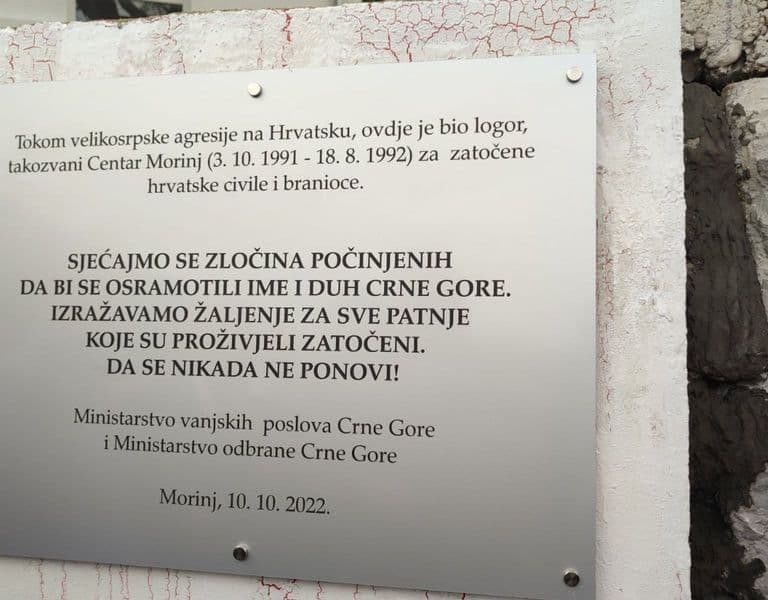 Tokom velikosrpske agresije na Hrvatsku, ovdje je bio logor,
takozvani Centar Morinj (3. 10. 1991 - 18. 8. 1992) za zatočene
hrvatske civile i branioce.
SJEĆAJMO SE ZLOČINA POČINJENIH
DA BI SE OSRAMOTILI IME I DUH CRNE GORE.
IZRAŽAVAMO ŽALJENJE ZA SVE PATNJE
KOJE SU PROŽIVJELI ZATOČENI.
DA SE NIKADA NE PONOVI!
Ministarstvo vanjskih poslova Crne Gore
i Ministarstvo odbrane Crne Gore
Morinj, 10. 10. 2022.